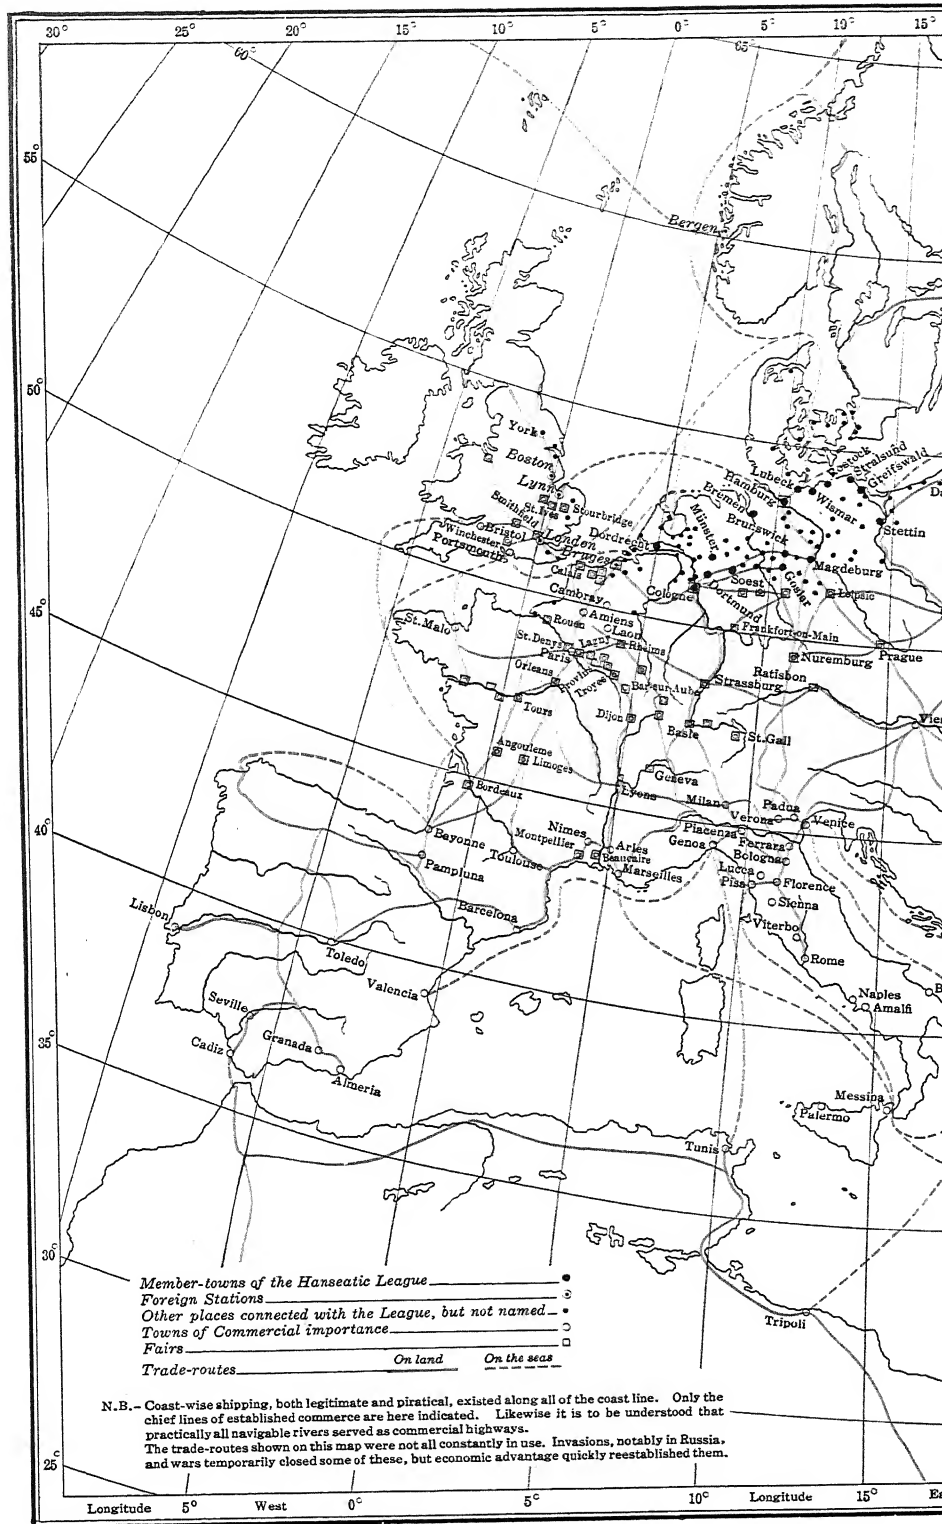 30° 25° 20° 15° 10° 5° 0° 5° 10° 15°
60° 65
55°
Bergen
50°
York
Boston
Lynn
St.Ives
Stourbridge
Smithfield
Bristol
London
Winchester
Portsmouth
Bruges
Calais
Dordrecht
Münster
Lubeck
Hamburg
Bremen
Brunswick
Rostock
Stralsund
Greifswald
Wismar
Stettin
Magdeburg
Soest
Goslar
Leipsic
Cologne
Dortmund
Cambray
Amiens
Laon
Rouen
St.Malo
45°
St.Denys
Lagny
Rheims
Paris
Orleans
Provins
Troyes
Bar-sur-Aube
Frankfort-on-Main
Nuremburg
Prague
Ratisbon
Strassburg
Tours
Dijon
Basle
St.Gall
Vien
Angouleme
Limoges
Geneva
Bordeaux
Lyons
Milan
Padua
Verona
Venice
40°
Bayonne
Toulouse
Montpellier
Nimes
Arles
Beaucaire
Marseilles
Piacenza
Genoa
Ferrara
Bologna
Pampluna
Lucca
Pisa
Florence
Sienna
Lisbon
Barcelona
Viterbo
Toledo
Rome
Valencia
Naples
Amalfi
B
Seville
35°
Cadiz
Granada
Almeria
Messina
Palermo
Tunis
30°
Tripoli
Member-towns of the Hanseatic League
Foreign Stations
Other places connected with the League, but not named
Towns of Commercial importance
Fairs
On land On the seas
Trade-routes
N.B.- Coast-wise shipping, both legitimate and piratical, existed along all of the coast line. Only the
chief lines of established commerce are here indicated. Likewise it is to be understood that
practically all navigable rivers served as commercial highways.
The trade-routes shown on this map were not all constantly in use. Invasions, notably in Russia,
and wars temporarily closed some of these, but economic advantage quickly reestablished them.
25°
Longitude 5° West 0° 5° 10° Longitude 15° Ea